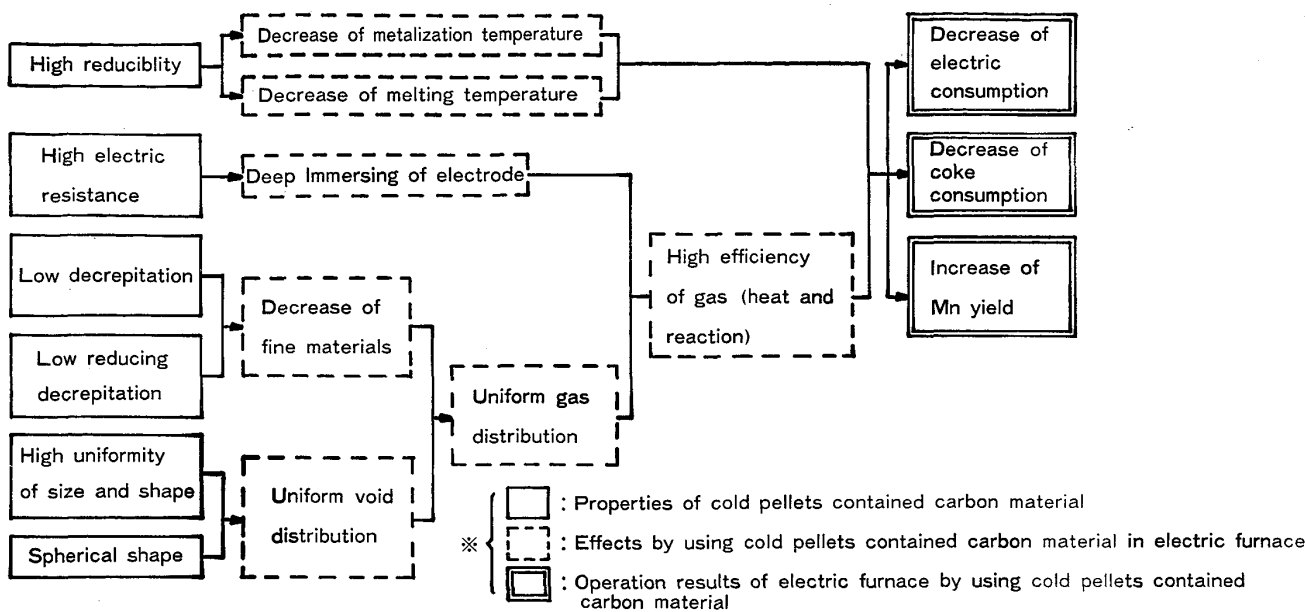 High reduciblity
Decrease of metalization temperature
Decrease of melting temperature
High electric
resistance
Deep Immersing of electrode
Low decrepitation
Low reducing
decrepitation
Decrease of
fine materials
High uniformity
of size and shape
Spherical shape
Uniform void
distribution
Uniform gas
distribution
High efficiency
of gas (heat and
reaction)
Decrease of
electric
consumption
Decrease of
coke
consumption
Increase of
Mn yield
※
: Properties of cold pellets contained carbon material
: Effects by using cold pellets contained carbon material in electric furnace
: Operation results of electric furnace by using cold pellets contained
carbon material